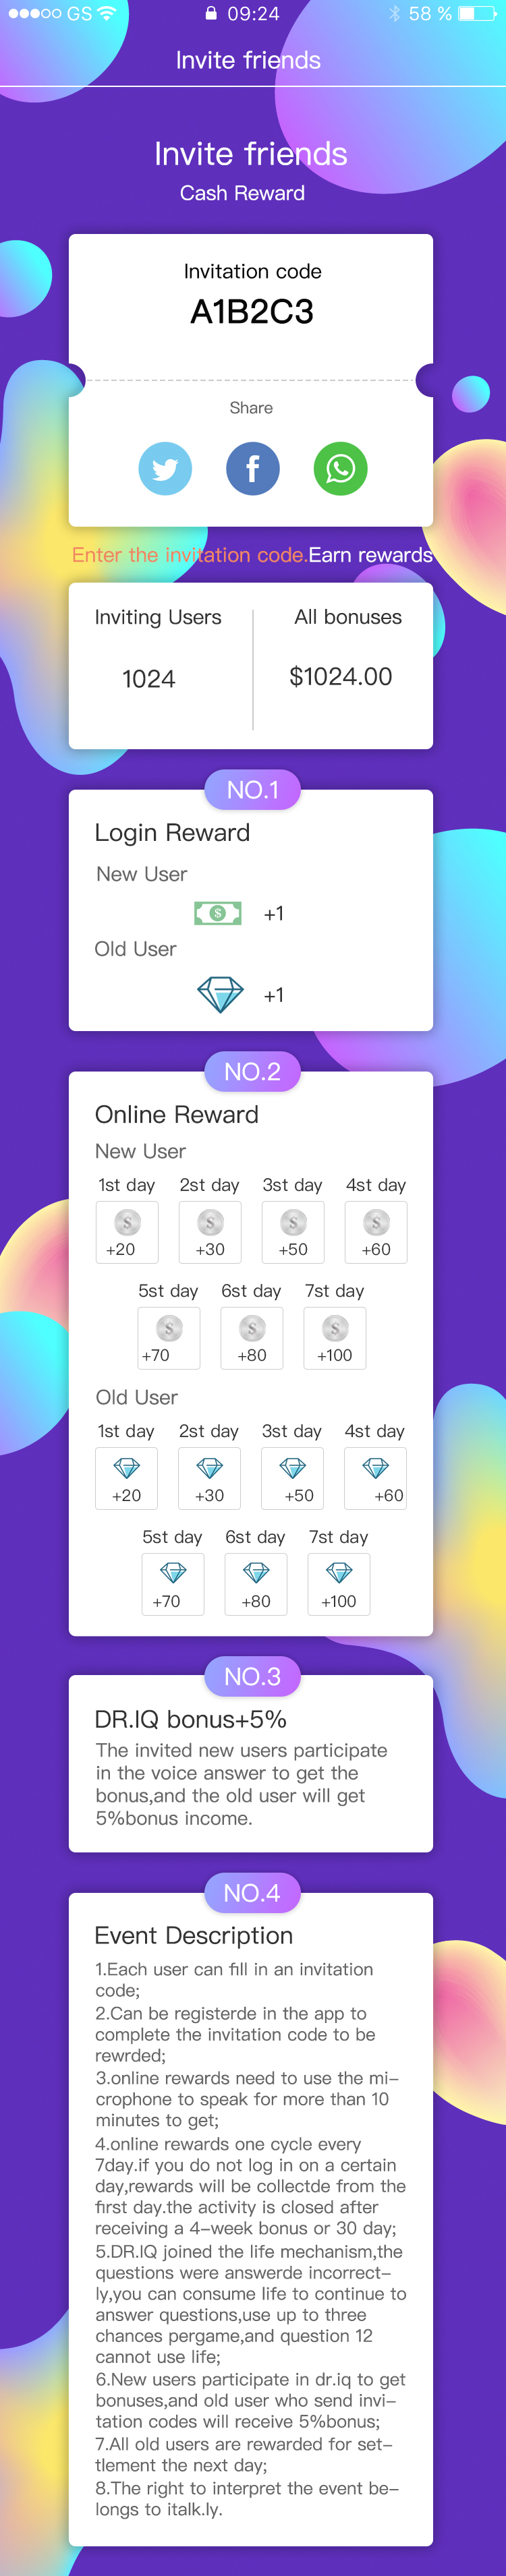 GS 09:24 58 %
Invite friends
Invite friends
Cash Reward
Invitation code
A1B2C3
Share
Enter the invitation code.Earn rewards
Inviting Users All bonuses
1024 $1024.00
NO.1
Login Reward
New User
+1
Old User
+1
NO.2
Online Reward
New User
1st day 2st day 3st day 4st day
+20 +30 +50 +60
5st day 6st day 7st day
+70 +80 +100
Old User
1st day 2st day 3st day 4st day
+20 +30 +50 +60
5st day 6st day 7st day
+70 +80 +100
NO.3
DR.IQ bonus+5%
The invited new users participate
in the voice answer to get the
bonus,and the old user will get
5%bonus income.
NO.4
Event Description
1.Each user can fill in an invitation
code;
2.Can be registerde in the app to
complete the invitation code to be
rewrded;
3.online rewards need to use the mi-
crophone to speak for more than 10
minutes to get;
4.online rewards one cycle every
7day.if you do not log in on a certain
day,rewards will be collectde from the
first day.the activity is closed after
receiving a 4-week bonus or 30 day;
5.DR.IQ joined the life mechanism,the
questions were answerde incorrect-
ly,you can consume life to continue to
answer questions,use up to three
chances pergame,and question 12
cannot use life;
6.New users participate in dr.iq to get
bonuses,and old user who send invi-
tation codes will receive 5%bonus;
7.All old users are rewarded for set-
tlement the next day;
8.The right to interpret the event be-
longs to italk.ly.